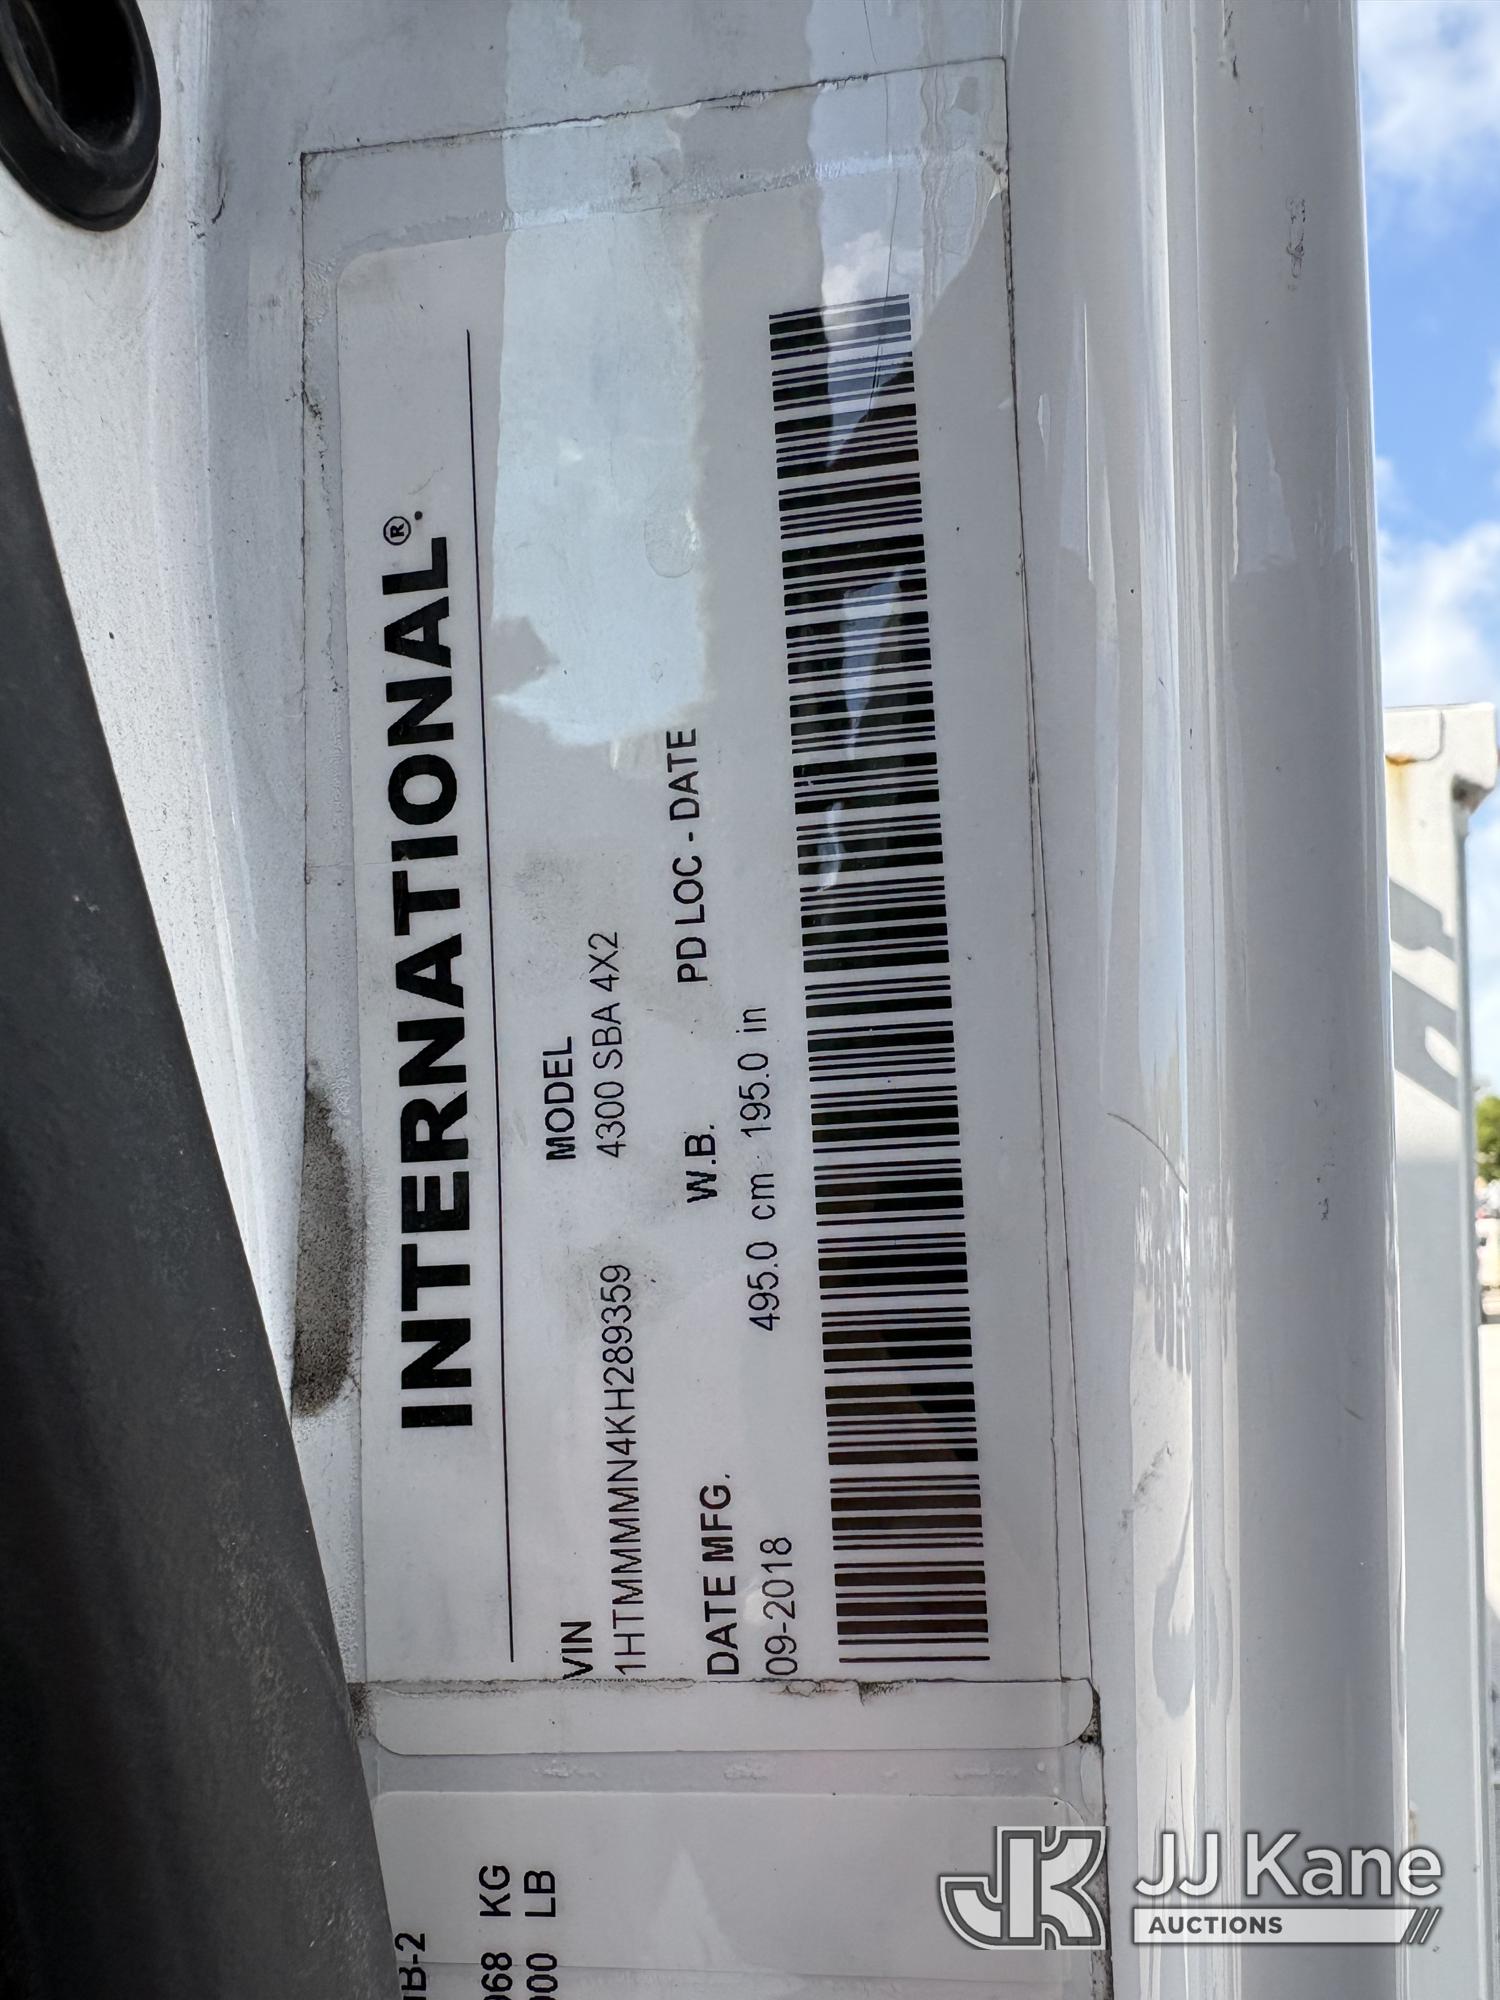 INTERNATIONAL®.
VIN MODEL
1HTMMMMN4KH289359 4300 SBA 4X2
DATE MFG. W.B. PD LOC - DATE
09-2018 495.0 cm 195.0 in
KG
LB
JJ Kane
AUCTIONS